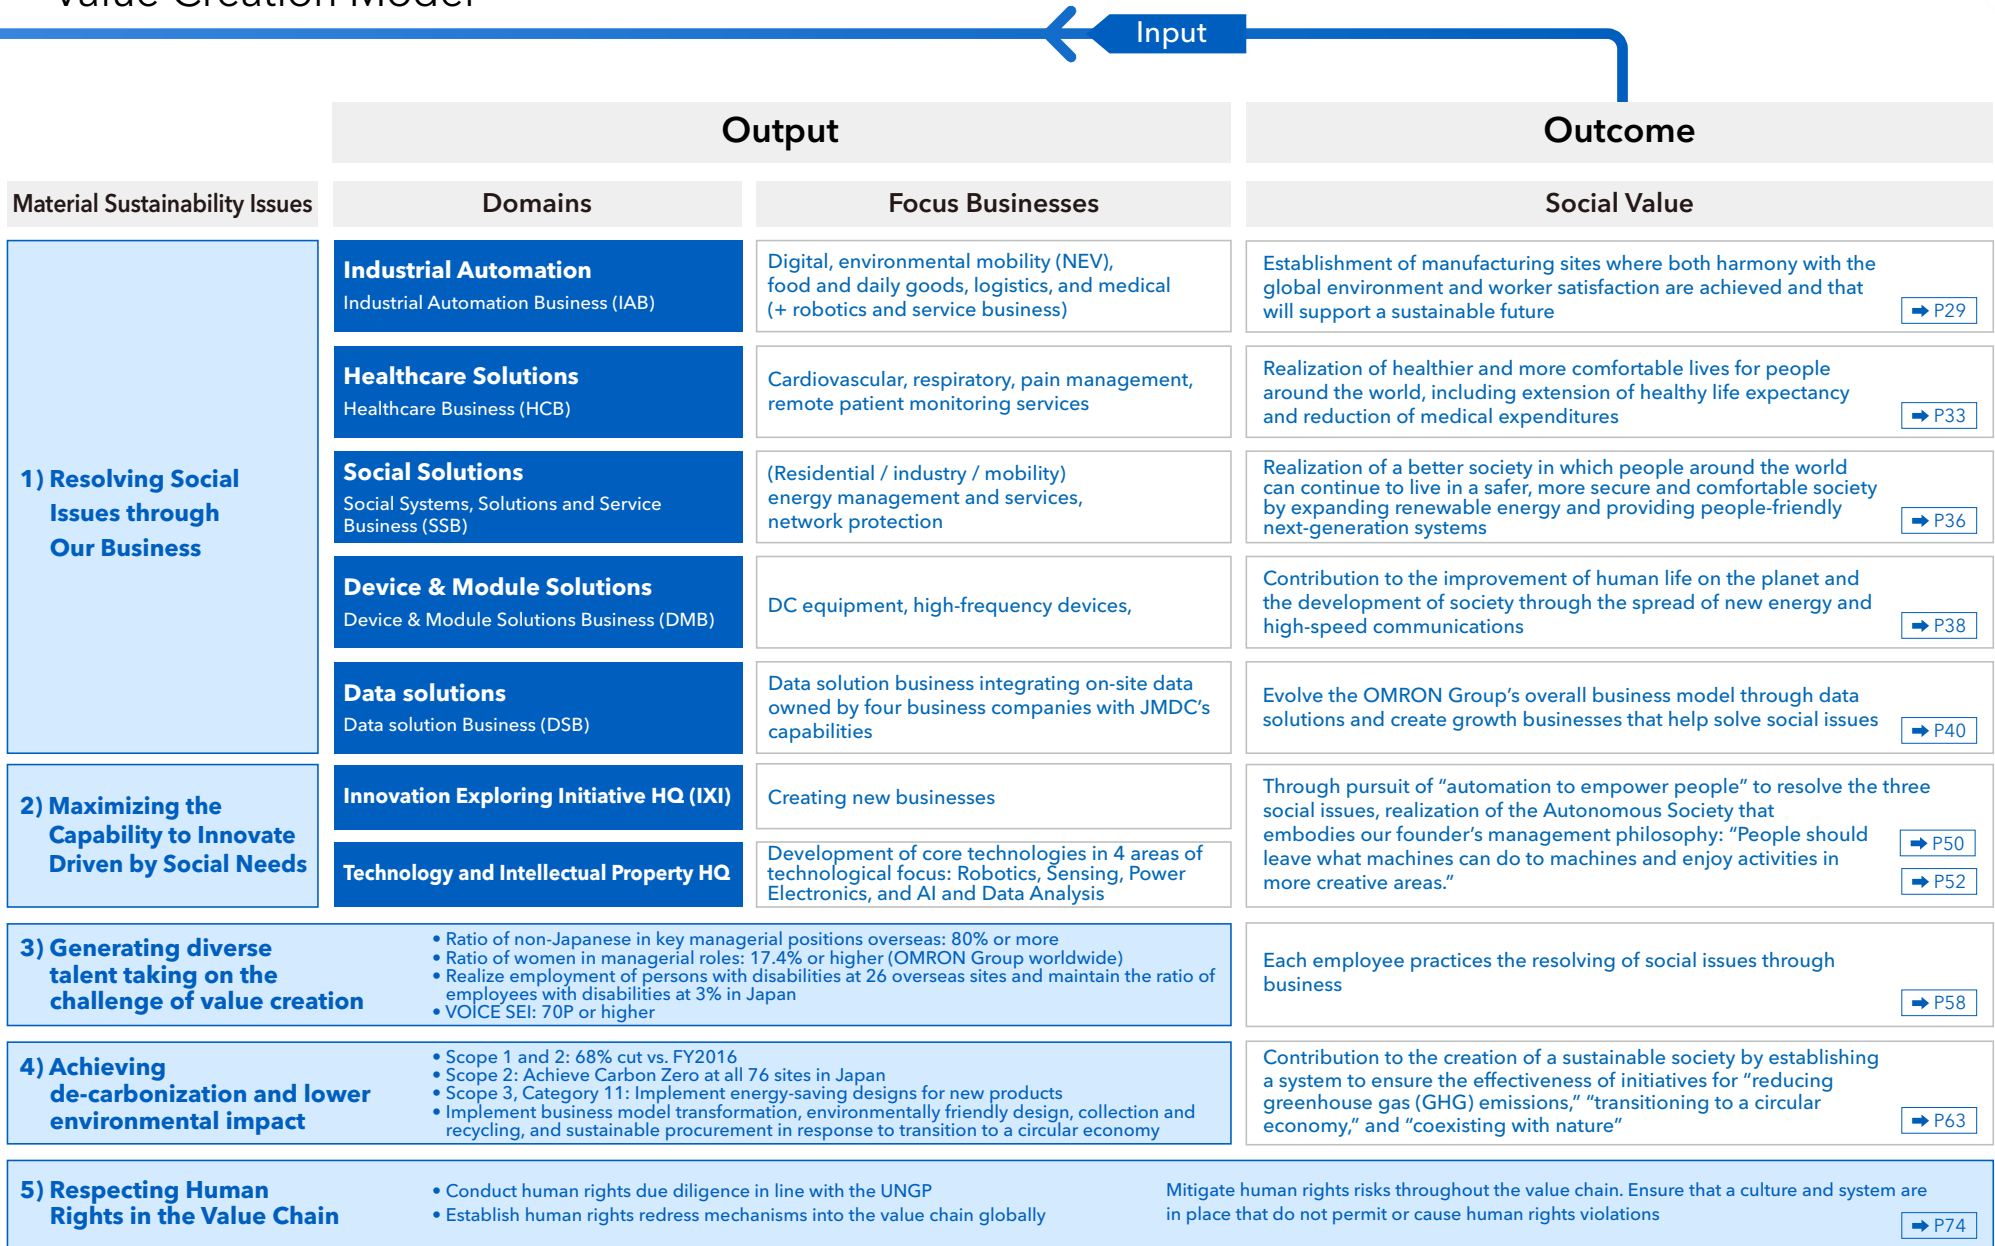 Value Creation Model
Input
Output
Outcome
Material Sustainability Issues
Domains
Focus Businesses
Social Value
1) Resolving Social
Issues through
Our Business
Industrial Automation
Industrial Automation Business (IAB)
Digital, environmental mobility (NEV),
food and daily goods, logistics, and medical
(+ robotics and service business)
Establishment of manufacturing sites where both harmony with the
global environment and worker satisfaction are achieved and that
will support a sustainable future
➡ P29
Healthcare Solutions
Healthcare Business (HCB)
Cardiovascular, respiratory, pain management,
remote patient monitoring services
Realization of healthier and more comfortable lives for people
around the world, including extension of healthy life expectancy
and reduction of medical expenditures
➡ P33
Social Solutions
Social Systems, Solutions and Service
Business (SSB)
(Residential / industry / mobility)
energy management and services,
network protection
Realization of a better society in which people around the world
can continue to live in a safer, more secure and comfortable society
by expanding renewable energy and providing people-friendly
next-generation systems
➡ P36
Device & Module Solutions
Device & Module Solutions Business (DMB)
DC equipment, high-frequency devices,
Contribution to the improvement of human life on the planet and
the development of society through the spread of new energy and
high-speed communications
➡ P38
Data solutions
Data solution Business (DSB)
Data solution business integrating on-site data
owned by four business companies with JMDC’s
capabilities
Evolve the OMRON Group’s overall business model through data
solutions and create growth businesses that help solve social issues
➡ P40
2) Maximizing the
Capability to Innovate
Driven by Social Needs
Innovation Exploring Initiative HQ (IXI)
Creating new businesses
Technology and Intellectual Property HQ
Development of core technologies in 4 areas of
technological focus: Robotics, Sensing, Power
Electronics, and AI and Data Analysis
Through pursuit of “automation to empower people” to resolve the three
social issues, realization of the Autonomous Society that
embodies our founder’s management philosophy: “People should
leave what machines can do to machines and enjoy activities in
more creative areas.”
➡ P50
➡ P52
3) Generating diverse
talent taking on the
challenge of value creation
• Ratio of non-Japanese in key managerial positions overseas: 80% or more
• Ratio of women in managerial roles: 17.4% or higher (OMRON Group worldwide)
• Realize employment of persons with disabilities at 26 overseas sites and maintain the ratio of
employees with disabilities at 3% in Japan
• VOICE SEI: 70P or higher
Each employee practices the resolving of social issues through
business
➡ P58
4) Achieving
de-carbonization and lower
environmental impact
• Scope 1 and 2: 68% cut vs. FY2016
• Scope 2: Achieve Carbon Zero at all 76 sites in Japan
• Scope 3, Category 11: Implement energy-saving designs for new products
• Implement business model transformation, environmentally friendly design, collection and
recycling, and sustainable procurement in response to transition to a circular economy
Contribution to the creation of a sustainable society by establishing
a system to ensure the effectiveness of initiatives for “reducing
greenhouse gas (GHG) emissions,” “transitioning to a circular
economy,” and “coexisting with nature”
➡ P63
5) Respecting Human
Rights in the Value Chain
• Conduct human rights due diligence in line with the UNGP
• Establish human rights redress mechanisms into the value chain globally
Mitigate human rights risks throughout the value chain. Ensure that a culture and system are
in place that do not permit or cause human rights violations
➡ P74